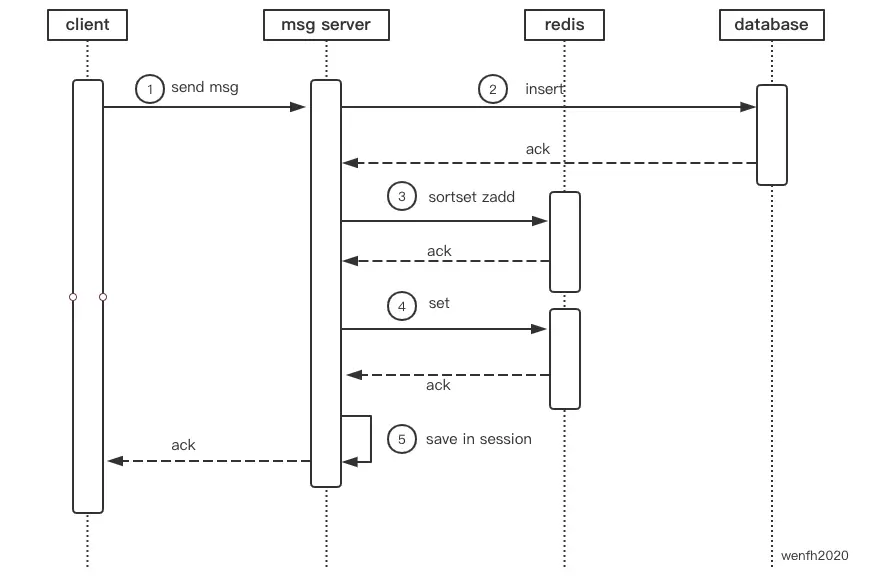 client
msg server
redis
database
1 send msg
2 insert
ack
3 sortset zadd
ack
4 set
ack
5 save in session
ack
wenfh2020